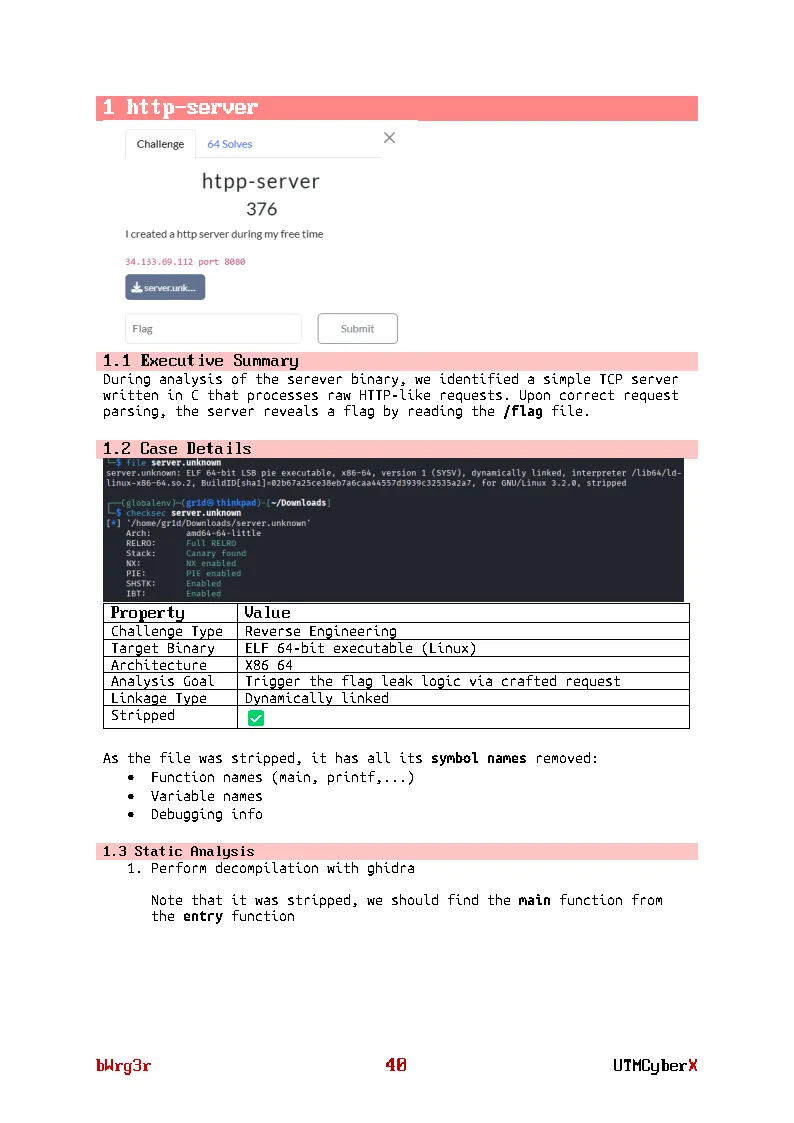 1 http-server
Challenge
64 Solves
htpp-server
376
I created a http server during my free time
34.133.69.112 port 8080
server.unk...
Flag
Submit
1.1 Executive Summary
During analysis of the serever binary, we identified a simple TCP server
written in C that processes raw HTTP-like requests. Upon correct request
parsing, the server reveals a flag by reading the /flag file.
1.2 Case Details
└─$ file server.unknown
server.unknown: ELF 64-bit LSB pie executable, x86-64, version 1 (SYSV), dynamically linked, interpreter /lib64/ld-
linux-x86-64.so.2, BuildID[sha1]=02b67a25ce38eb7a6caa44557d3939c32535a2a7, for GNU/Linux 3.2.0, stripped
┌──(globalenv)─(gr1d㉿thinkpad)-[~/Downloads]
└─$ checksec server.unknown
[*] '/home/gr1d/Downloads/server.unknown'
Arch: amd64-64-little
RELRO: Full RELRO
Stack: Canary found
NX: NX enabled
PIE: PIE enabled
SHSTK: Enabled
IBT: Enabled
Property Value
Challenge Type Reverse Engineering
Target Binary ELF 64-bit executable (Linux)
Architecture X86 64
Analysis Goal Trigger the flag leak logic via crafted request
Linkage Type Dynamically linked
Stripped ✅
As the file was stripped, it has all its symbol names removed:
• Function names (main, printf,...)
• Variable names
• Debugging info
1.3 Static Analysis
1. Perform decompilation with ghidra
Note that it was stripped, we should find the main function from
the entry function
bWrg3r 40 UTMCyberX